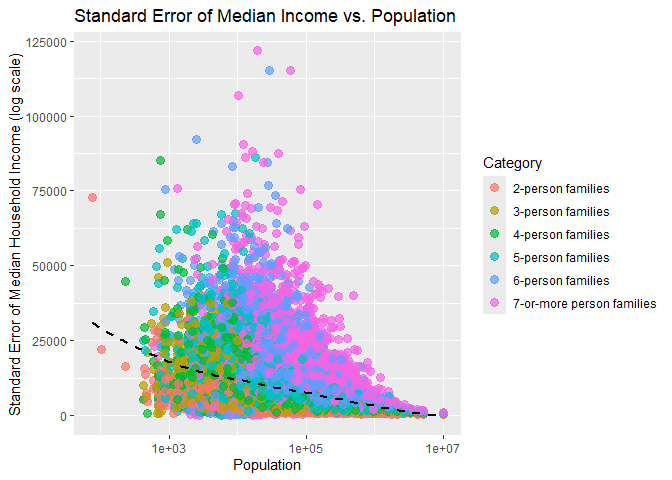 Standard Error of Median Income vs. Population
Standard Error of Median Household Income (log scale)
125000
100000
75000
50000
25000
0
1e+03
1e+05
1e+07
Population
Category
2-person families
3-person families
4-person families
5-person families
6-person families
7-or-more person families